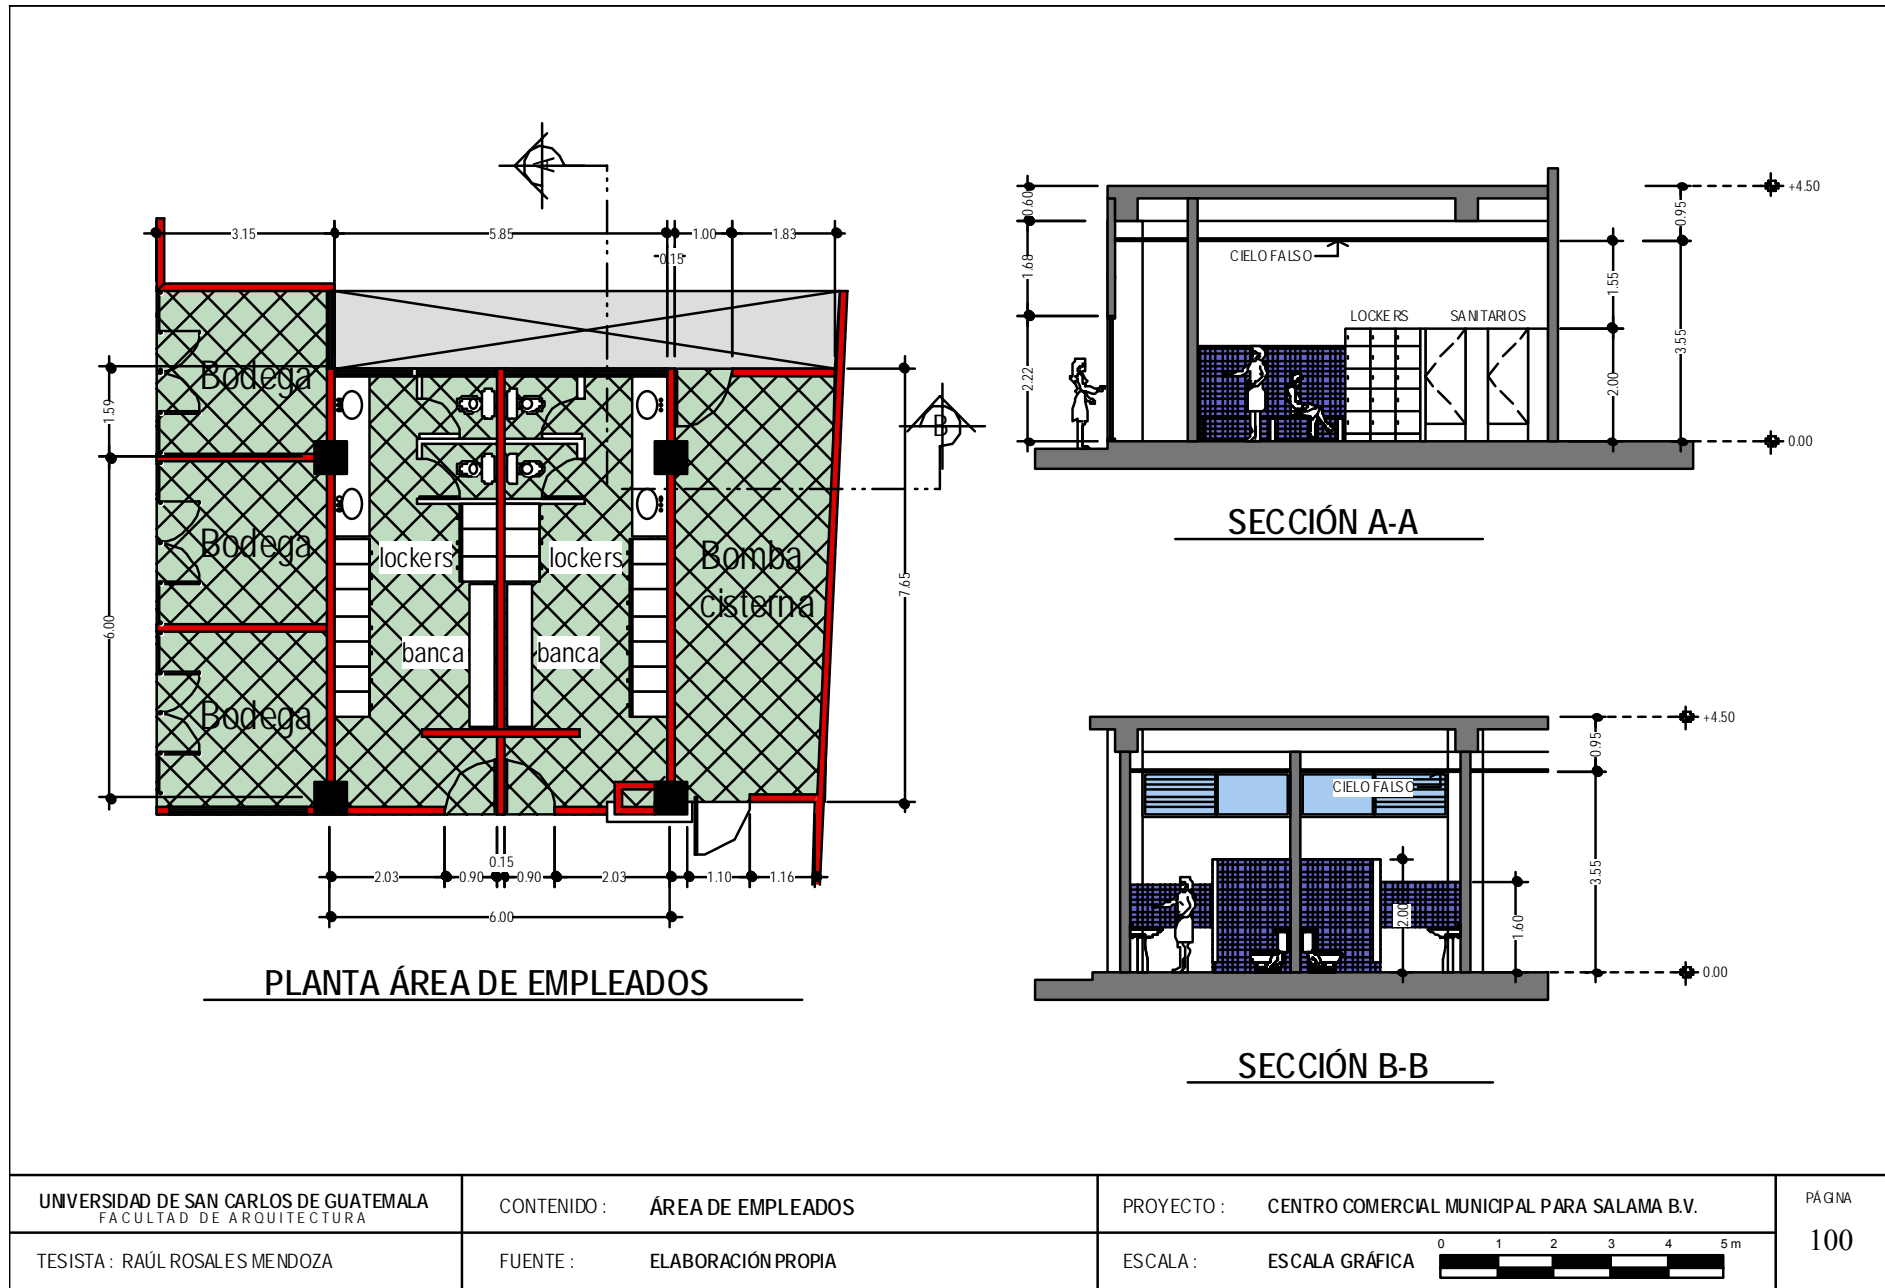 A
3.15
5.85
0.15
1.00
1.83
1.59
6.00
7.65
B
Bodega
Bodega
Bodega
lockers
lockers
banca
banca
Bomba
cisterna
2.03
0.90
0.15
0.90
2.03
1.10
1.16
6.00
PLANTA ÁREA DE EMPLEADOS
0.60
1.68
2.22
CIELO FALSO
LOCKERS
SANITARIOS
1.55
2.00
0.95
3.55
+4.50
0.00
SECCIÓN A-A
CIELO FALSO
2.00
1.60
0.95
3.55
+4.50
0.00
SECCIÓN B-B
UNIVERSIDAD DE SAN CARLOS DE GUATEMALA
FACULTAD DE ARQUITECTURA
TESISTA : RAÚL ROSALES MENDOZA
CONTENIDO : ÁREA DE EMPLEADOS
FUENTE : ELABORACIÓN PROPIA
PROYECTO : CENTRO COMERCIAL MUNICIPAL PARA SALAMA B.V.
ESCALA : ESCALA GRÁFICA 0 1 2 3 4 5 m
PÁGINA
100